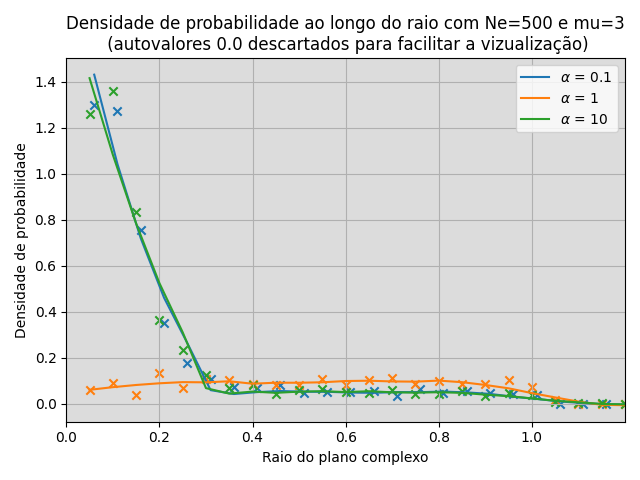 Densidade de probabilidade ao longo do raio com Ne=500 e mu=3
(autovalores 0.0 descartados para facilitar a vizualização)
Densidade de probabilidade
1.4
1.2
1.0
0.8
0.6
0.4
0.2
0.0
α = 0.1
α = 1
α = 10
0.0 0.2 0.4 0.6 0.8 1.0
Raio do plano complexo